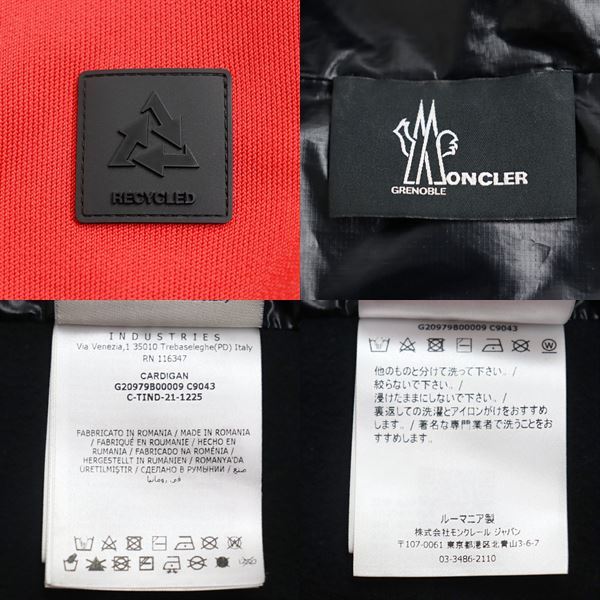 RECYCLED
GRENOBLE
MONCLER
INDUSTRIES
Via Venezia,1 35010 Trebaseleghe(PD) Italy
RN 116347
CARDIGAN
G20979B00009 C9043
C-TIND-21-1225
FABBRICATO IN ROMANIA / MADE IN ROMANIA
/ FABRIQUÉ EN ROUMANIE / HECHO EN
RUMANIA / FABRICADO NA ROMÉNIA /
HERGESTELLT IN RUMÄNIEN / ROMANYA'DA
ÜRETILMIŞTIR / СДЕЛАНО В РУМЫНИИ / صنع
في رومانيا
G20979B00009 C9043
他のものと分けて洗って下さい。/
絞らないで下さい。/
浸けたままにしないで下さい。/
裏返しての洗濯とアイロンがけをおすすめ
します。/ 著名な専門業者で洗うことをお
すすめします。
ルーマニア製
株式会社モンクレール ジャパン
〒107-0061 東京都港区北青山3-6-7
03-3486-2110